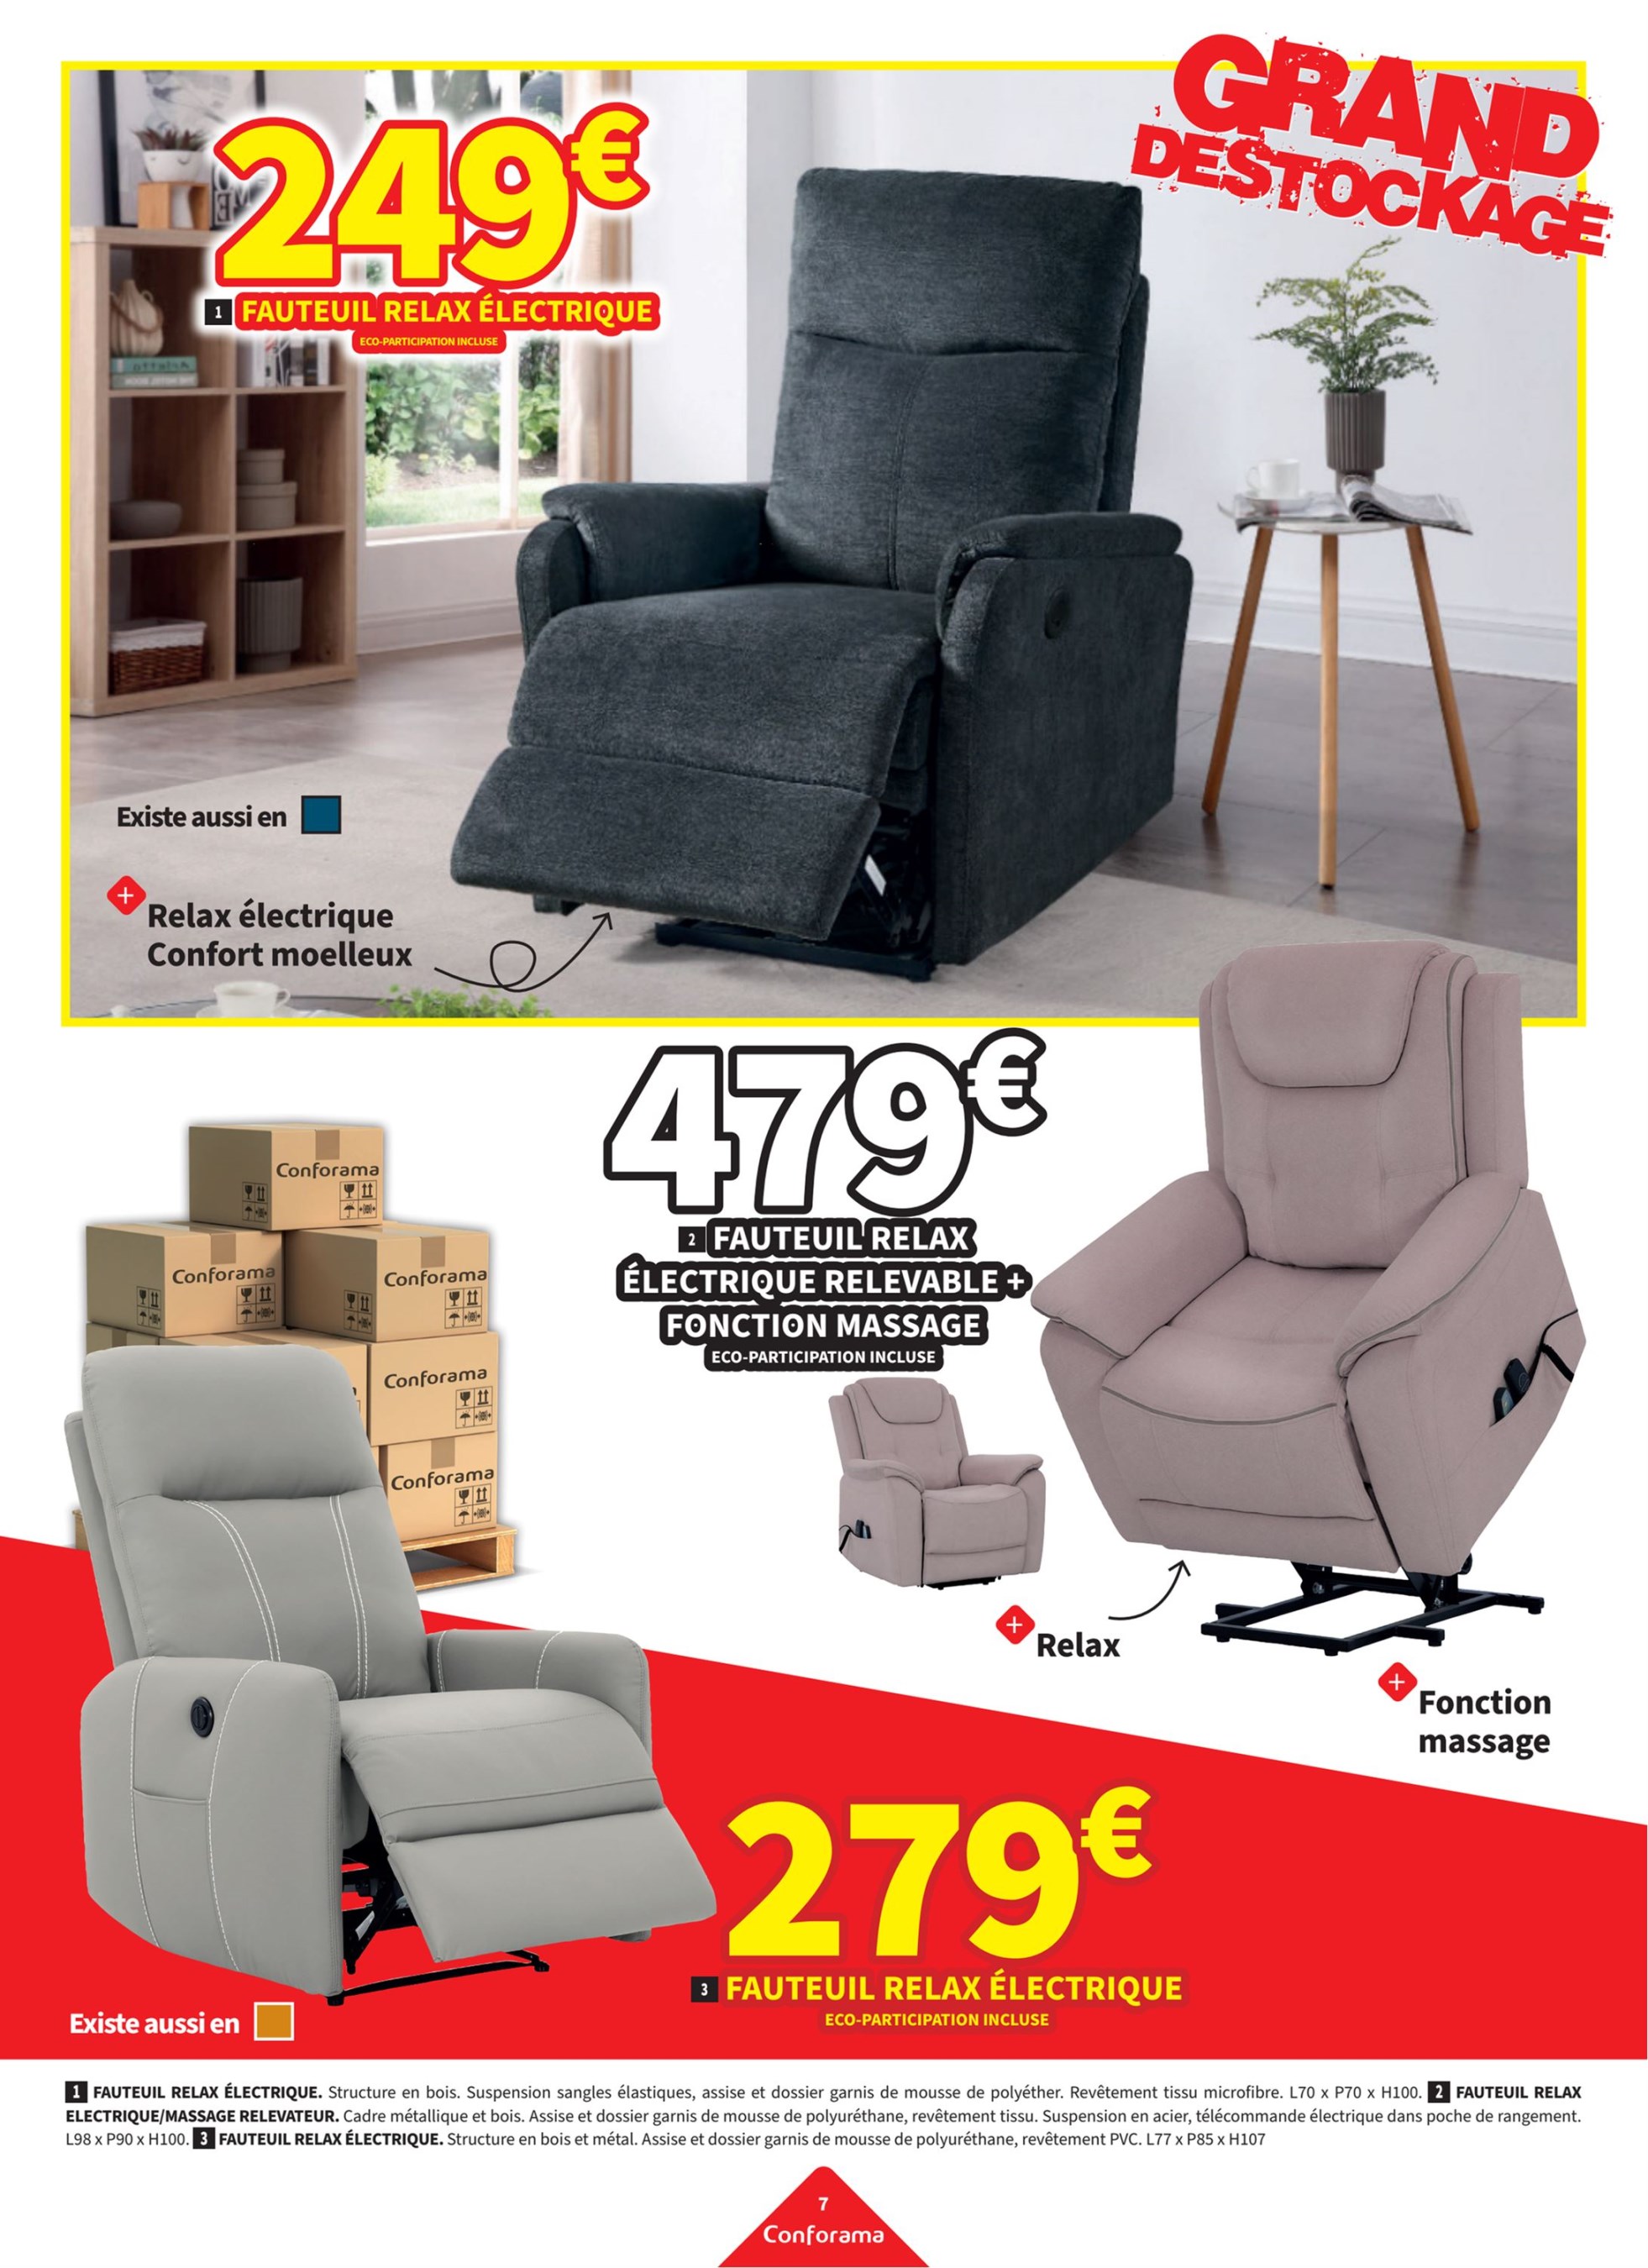 GRAND
DESTOCKAGE
249€
1 FAUTEUIL RELAX ÉLECTRIQUE
ECO-PARTICIPATION INCLUSE
Existe aussi en
+
Relax électrique
Confort moelleux
479€
2 FAUTEUIL RELAX
ÉLECTRIQUE RELEVABLE +
FONCTION MASSAGE
ECO-PARTICIPATION INCLUSE
Conforama
Conforama
Conforama
Conforama
Conforama
+
Relax
+
Fonction
massage
279€
3 FAUTEUIL RELAX ÉLECTRIQUE
ECO-PARTICIPATION INCLUSE
Existe aussi en
1 FAUTEUIL RELAX ÉLECTRIQUE. Structure en bois. Suspension sangles élastiques, assise et dossier garnis de mousse de polyéther. Revêtement tissu microfibre. L70 x P70 x H100. 2 FAUTEUIL RELAX
ELECTRIQUE/MASSAGE RELEVATEUR. Cadre métallique et bois. Assise et dossier garnis de mousse de polyuréthane, revêtement tissu. Suspension en acier, télécommande électrique dans poche de rangement.
L98 x P90 x H100. 3 FAUTEUIL RELAX ÉLECTRIQUE. Structure en bois et métal. Assise et dossier garnis de mousse de polyuréthane, revêtement PVC. L77 x P85 x H107
7
Conforama